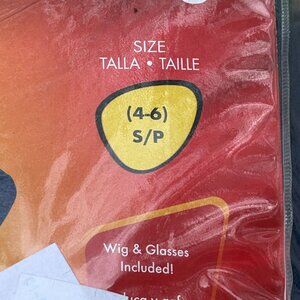 SIZE
TALLA • TAILLE
(4-6)
S/P
Wig & Glasses
Included!